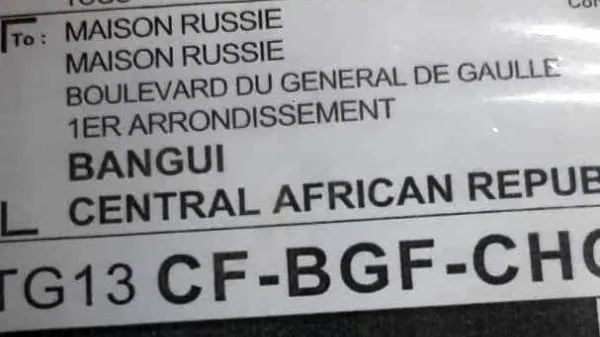 To : MAISON RUSSIE
MAISON RUSSIE
BOULEVARD DU GENERAL DE GAULLE
1ER ARRONDISSEMENT
BANGUI
CENTRAL AFRICAN REPUB
TG13 CF-BGF-CH